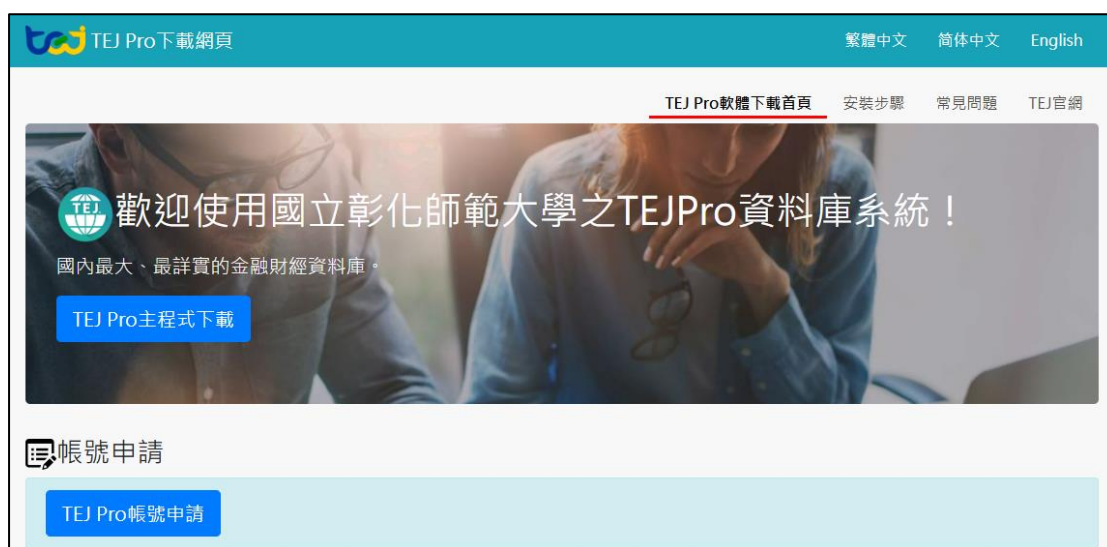 tej TEJ Pro下載網頁 繁體中文 简体中文 English
TEJ Pro軟體下載首頁 安裝步驟 常見問題 TEJ官網
TEJ 歡迎使用國立彰化師範大學之TEJPro資料庫系統！
國內最大、最詳實的金融財經資料庫。
TEJ Pro主程式下載
帳號申請
TEJ Pro帳號申請